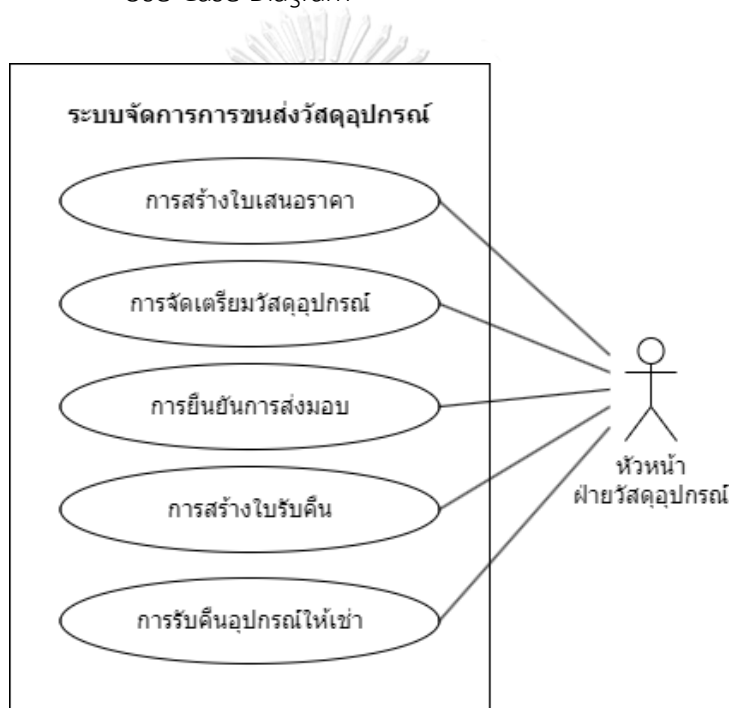 Use Case Diagram
ระบบจัดการการขนส่งวัสดุอุปกรณ์
การสร้างใบเสนอราคา
การจัดเตรียมวัสดุอุปกรณ์
การยืนยันการส่งมอบ
การสร้างใบรับคืน
การรับคืนอุปกรณ์ให้เช่า
หัวหน้า
ฝ่ายวัสดุอุปกรณ์